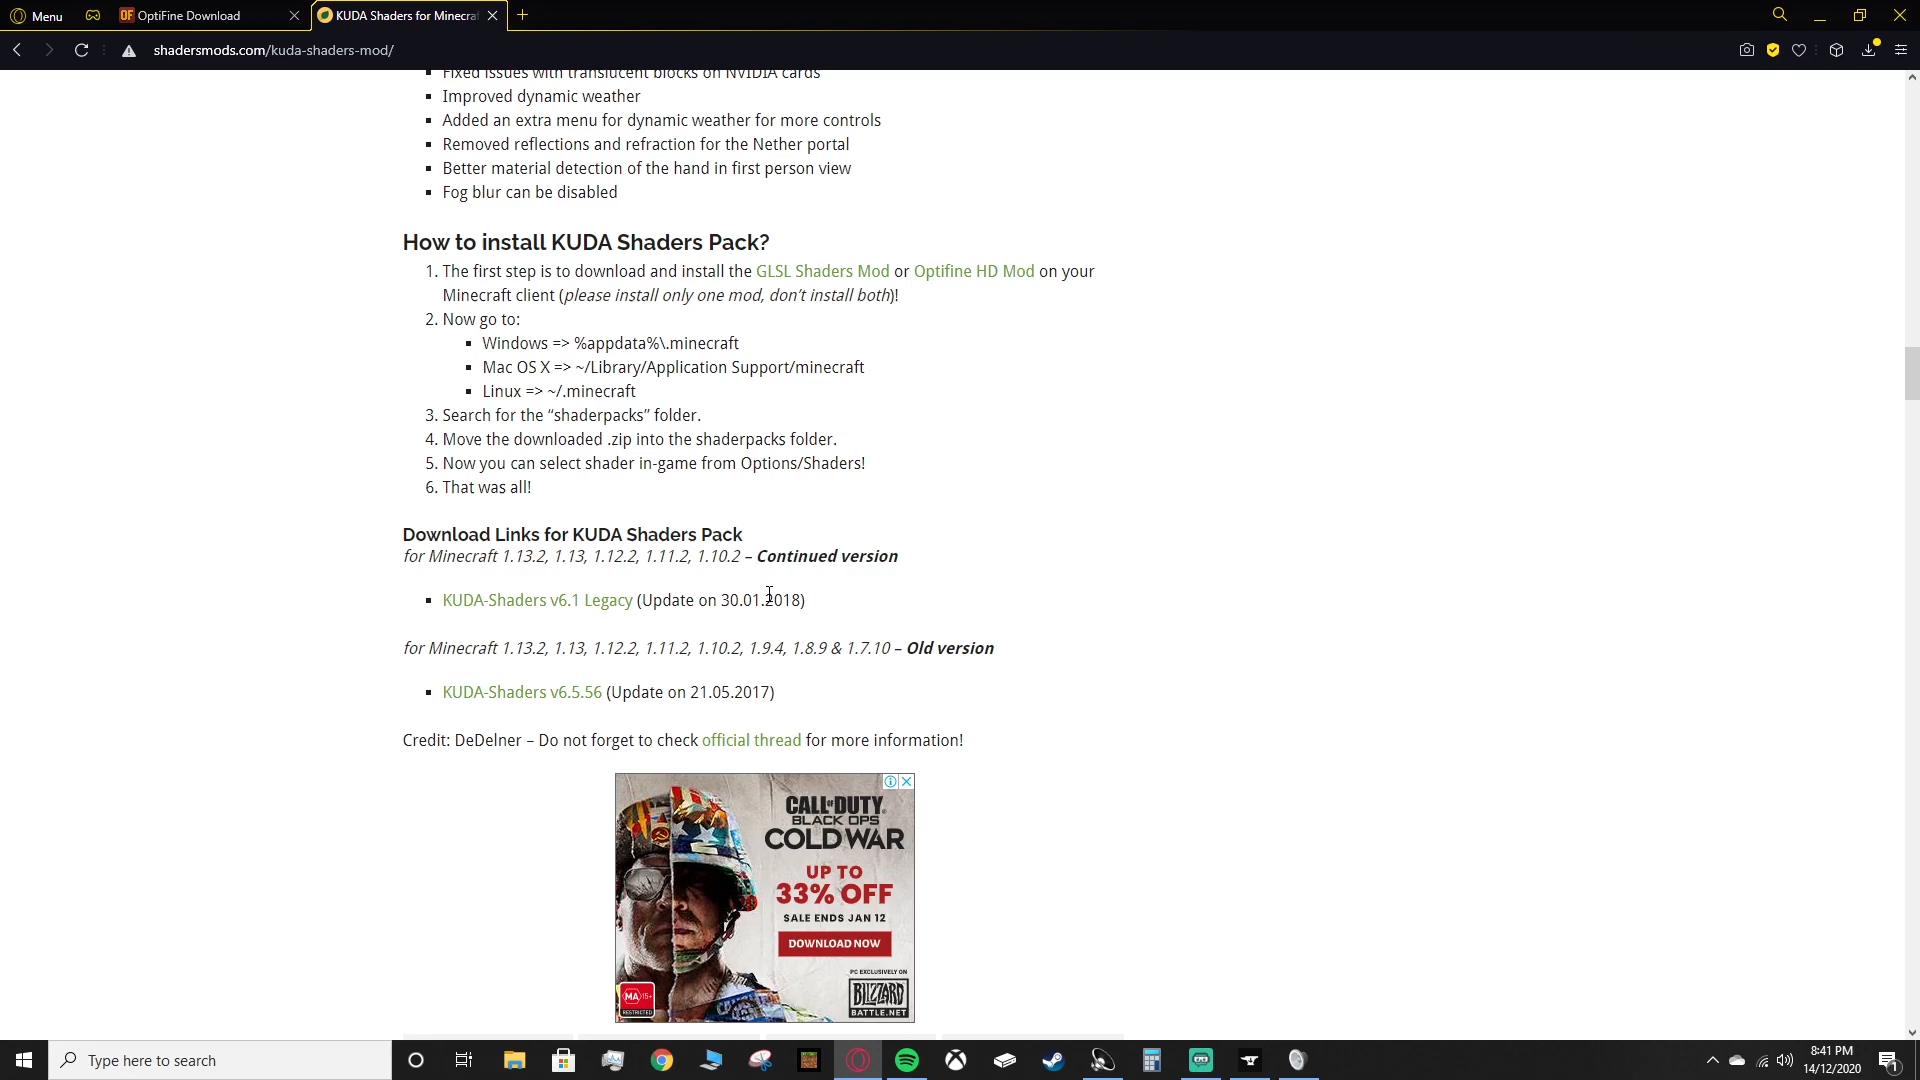 Menu
OptiFine Download
KUDA Shaders for Minecra
shadersmods.com/kuda-shaders-mod/
Fixed issues with translucent blocks on NVIDIA cards
Improved dynamic weather
Added an extra menu for dynamic weather for more controls
Removed reflections and refraction for the Nether portal
Better material detection of the hand in first person view
Fog blur can be disabled
How to install KUDA Shaders Pack?
1. The first step is to download and install the GLSL Shaders Mod or Optifine HD Mod on your
Minecraft client (please install only one mod, don’t install both)!
2. Now go to:
Windows => %appdata%\.minecraft
Mac OS X => ~/Library/Application Support/minecraft
Linux => ~/.minecraft
3. Search for the “shaderpacks” folder.
4. Move the downloaded .zip into the shaderpacks folder.
5. Now you can select shader in-game from Options/Shaders!
6. That was all!
Download Links for KUDA Shaders Pack
for Minecraft 1.13.2, 1.13, 1.12.2, 1.11.2, 1.10.2 – Continued version
KUDA-Shaders v6.1 Legacy (Update on 30.01.2018)
for Minecraft 1.13.2, 1.13, 1.12.2, 1.11.2, 1.10.2, 1.9.4, 1.8.9 & 1.7.10 – Old version
KUDA-Shaders v6.5.56 (Update on 21.05.2017)
Credit: DeDelner – Do not forget to check official thread for more information!
CALL OF DUTY
BLACK OPS
COLD WAR
UP TO
33% OFF
SALE ENDS JAN 12
DOWNLOAD NOW
PC EXCLUSIVELY ON
BLIZZARD
BATTLE.NET
MA 15+
RESTRICTED
Type here to search
8:41 PM
14/12/2020
1